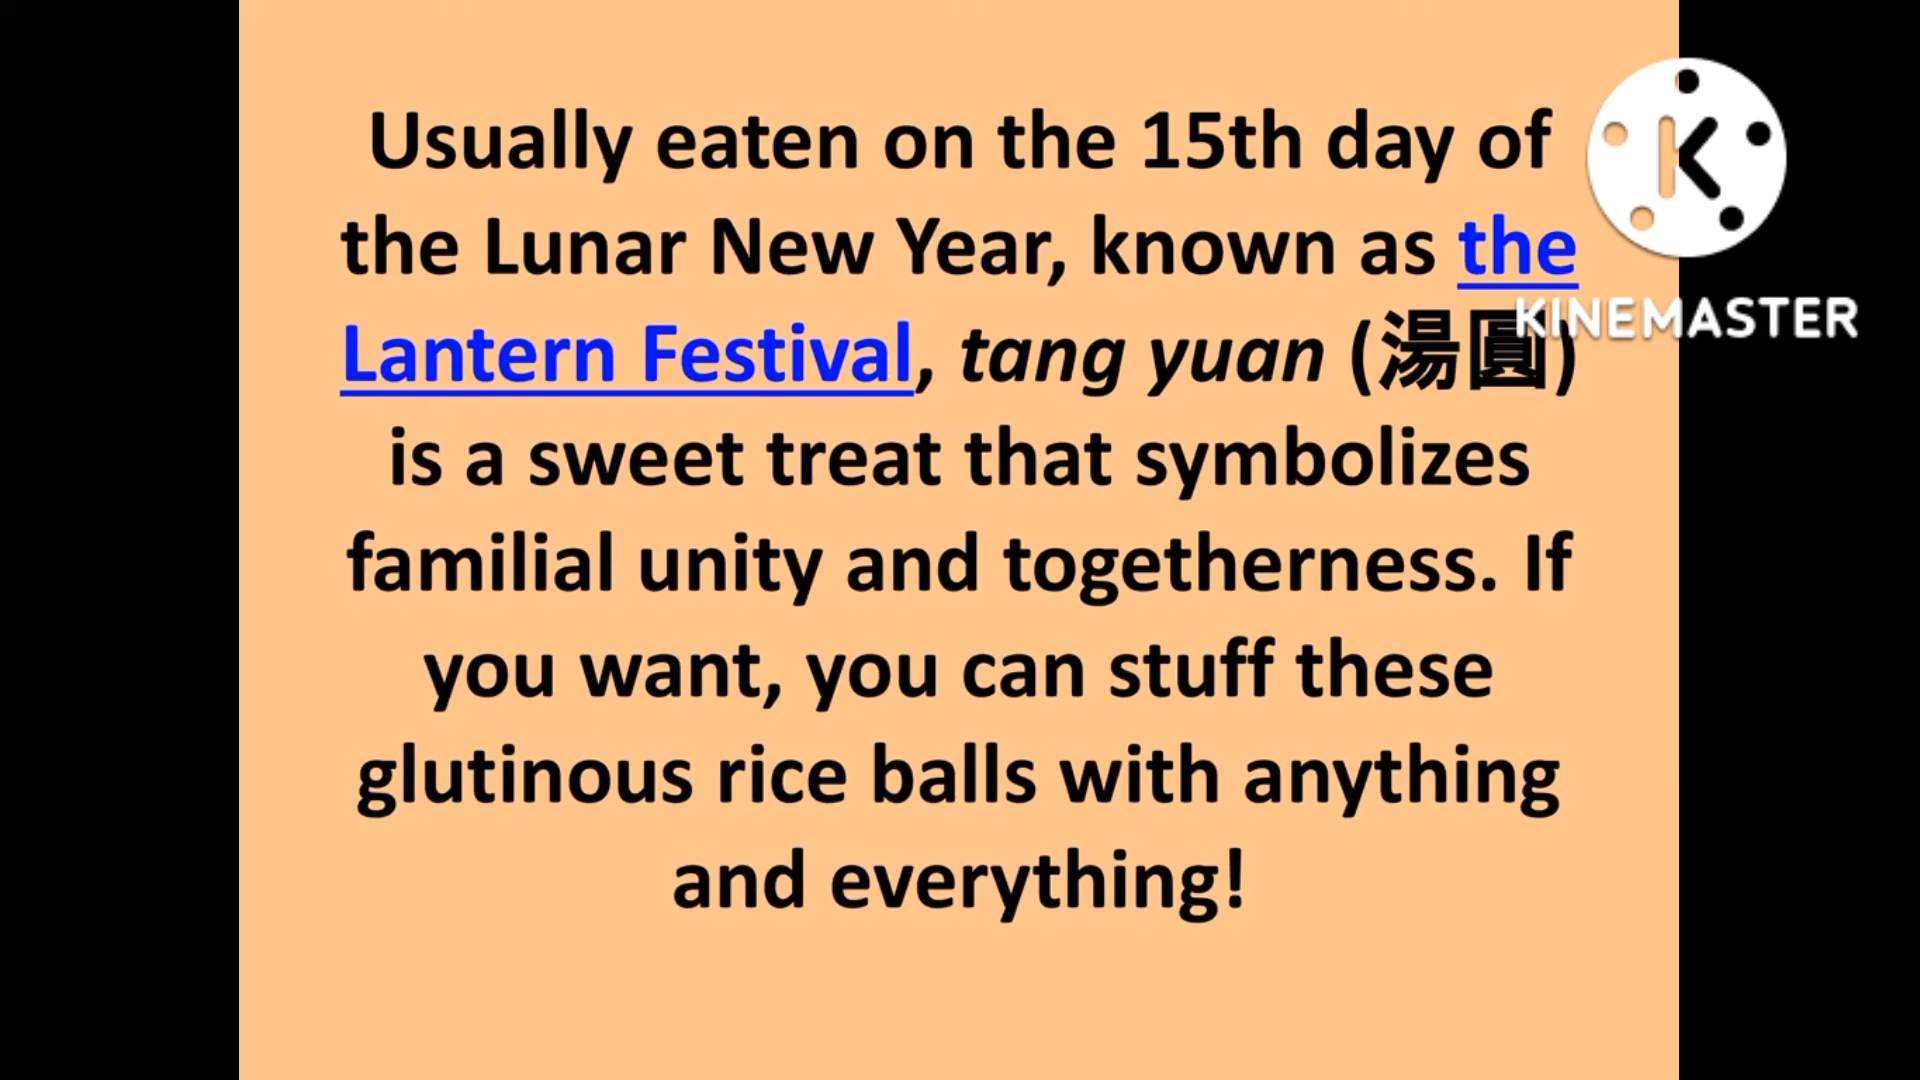 Usually eaten on the 15th day of
the Lunar New Year, known as the
Lantern Festival, tang yuan (湯圓)
is a sweet treat that symbolizes
familial unity and togetherness. If
you want, you can stuff these
glutinous rice balls with anything
and everything!
K
KINEMASTER